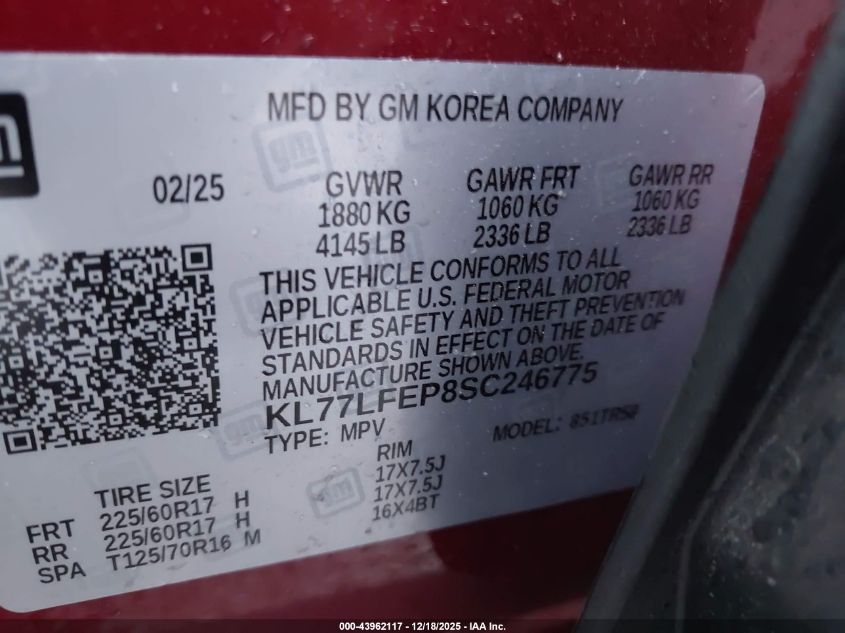 gm
MFD BY GM KOREA COMPANY
02/25
GVWR
1880 KG
4145 LB
GAWR FRT
1060 KG
2336 LB
GAWR RR
1060 KG
2336 LB
THIS VEHICLE CONFORMS TO ALL
APPLICABLE U.S. FEDERAL MOTOR
VEHICLE SAFETY AND THEFT PREVENTION
STANDARDS IN EFFECT ON THE DATE OF
MANUFACTURE SHOWN ABOVE.
KL77LFEP8SC246775
TYPE: MPV
MODEL:
TIRE SIZE
RIM
FRT 225/60R17 H 17X7.5J
RR 225/60R17 H 17X7.5J
SPA T125/70R16 M 16X4BT
000-43962117 - 12/18/2025 - IAA Inc.